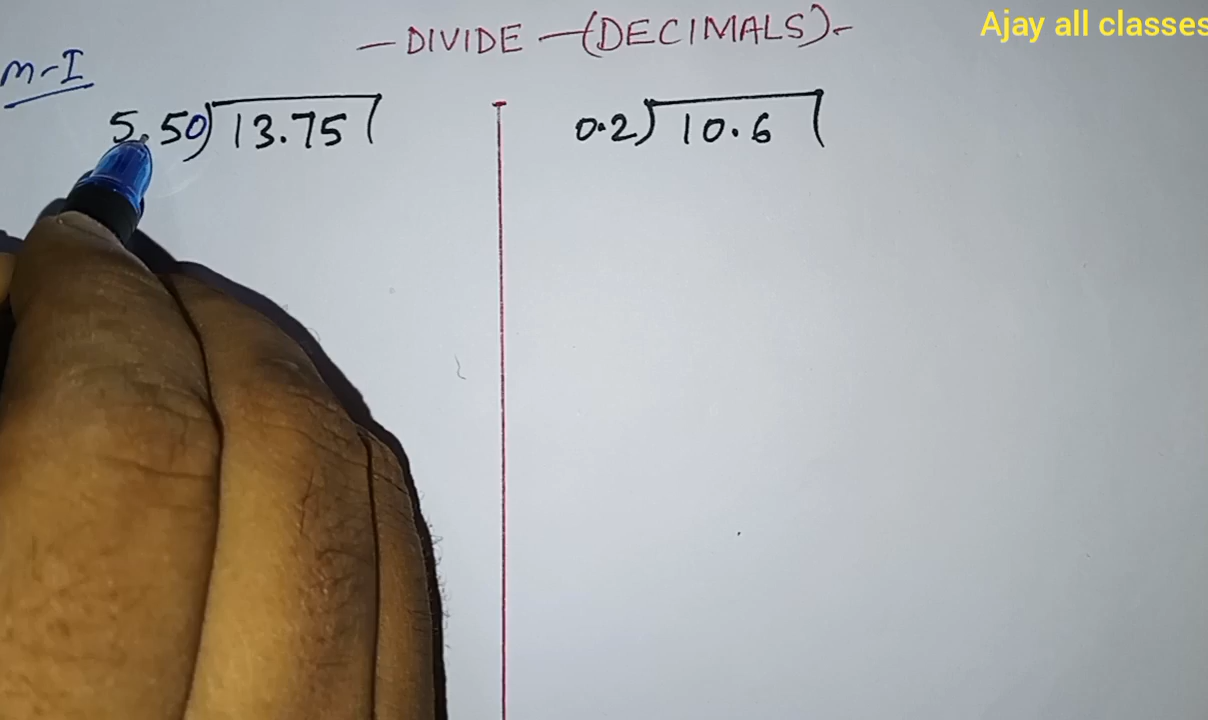 — DIVIDE — (DECIMALS) -
Ajay all classes
M-I
5.50) 13.75 (
0.2) 10.6 (